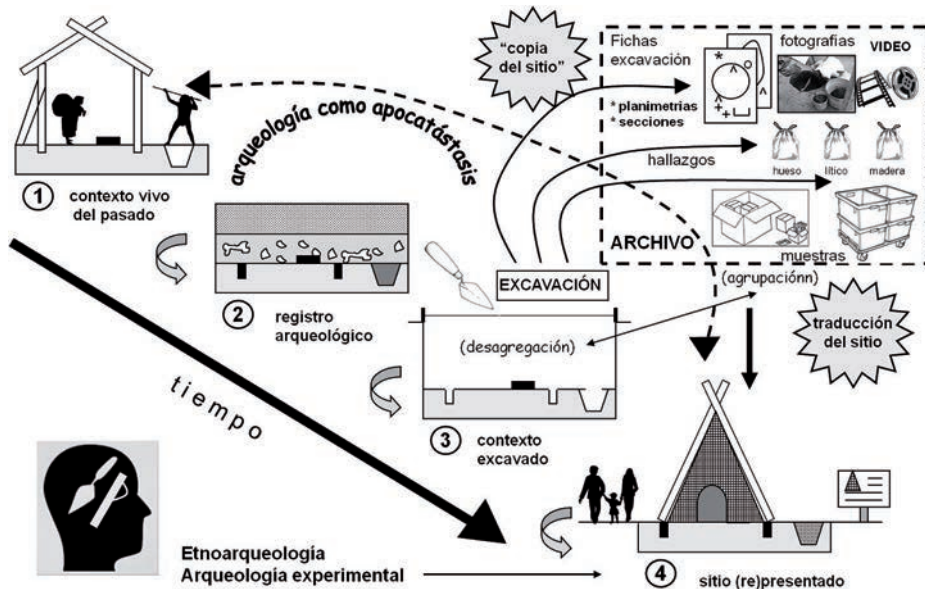 1 contexto vivo
del pasado
arqueología como apocatástasis
"copia
del sitio"
Fichas
excavación
* planimetrias
* secciones
fotografias
VIDEO
hallazgos
hueso
lítico
madera
ARCHIVO
muestras
2 registro
arqueológico
EXCAVACIÓN
(agrupaciónn)
(desagregación)
traducción
del sitio
tiempo
3 contexto
excavado
Etnoarqueología
Arqueología experimental
4 sitio (re)presentado